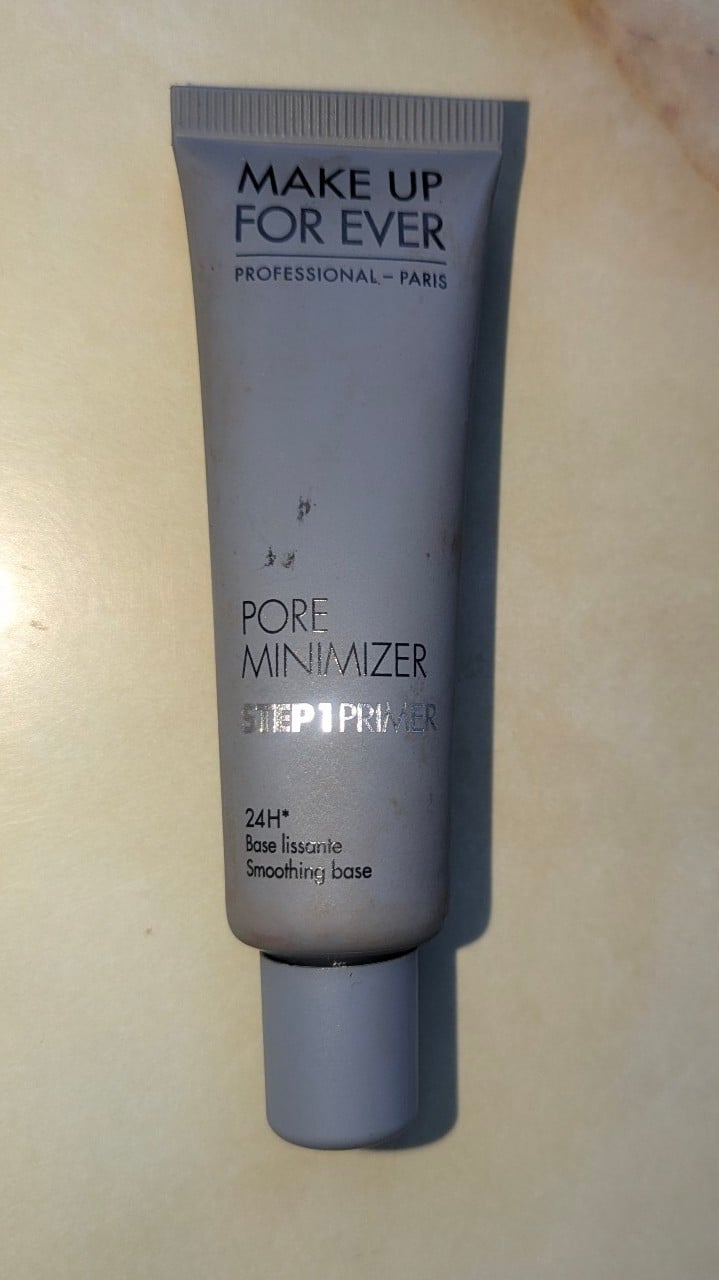 MAKE UP
FOR EVER
PROFESSIONAL – PARIS
PORE
MINIMIZER
STEP1PRIMER
24H*
Base lissante
Smoothing base